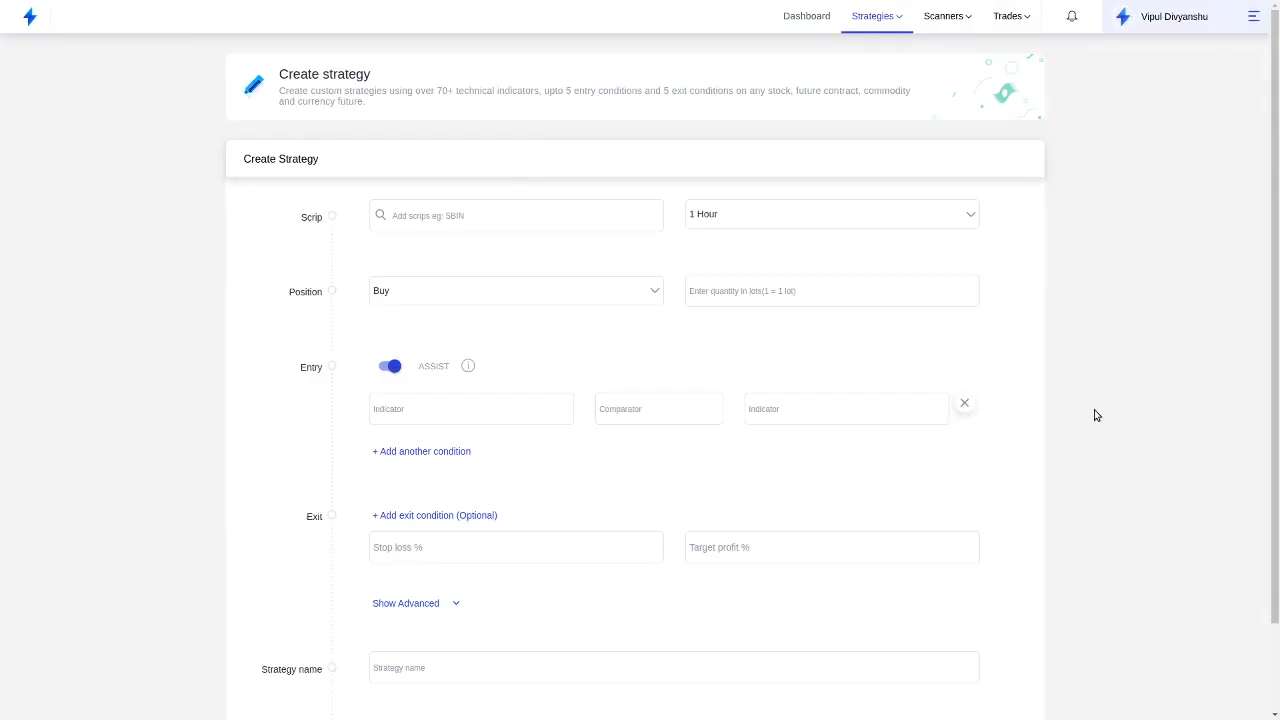 Dashboard Strategies Scanners Trades Vipul Divyanshu
Create strategy
Create custom strategies using over 70+ technical indicators, upto 5 entry conditions and 5 exit conditions on any stock, future contract, commodity
and currency future.
Create Strategy
Scrip Add scrips eg: SBIN 1 Hour
Position Buy Enter quantity in lots(1 = 1 lot)
Entry ASSIST
Indicator Comparator Indicator
+ Add another condition
Exit + Add exit condition (Optional)
Stop loss % Target profit %
Show Advanced
Strategy name Strategy name